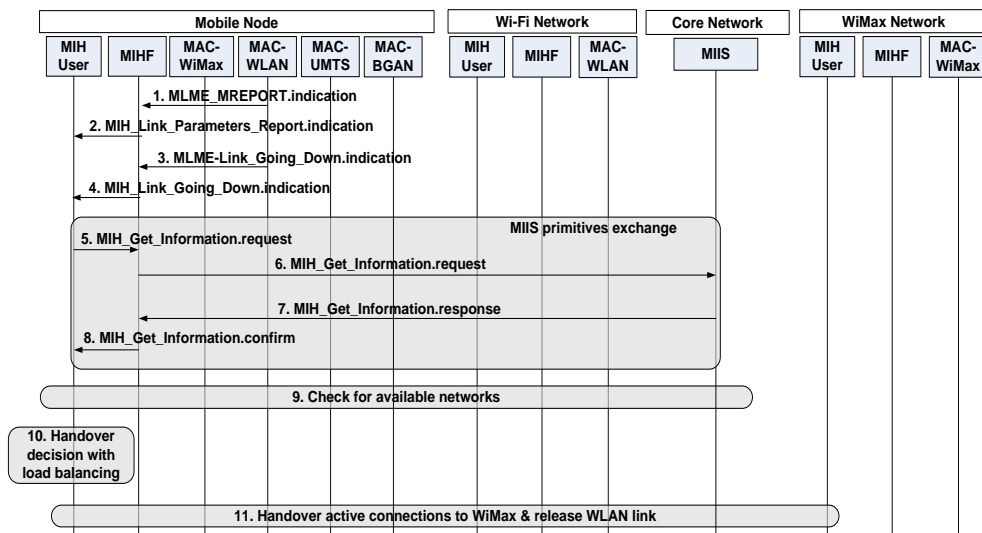 Mobile Node
Wi-Fi Network
Core Network
WiMax Network
MIH User
MIHF
MAC-WiMax
MAC-WLAN
MAC-UMTS
MAC-BGAN
MIH User
MIHF
MAC-WLAN
MIIS
MIH User
MIHF
MAC-WiMax
1. MLME_MREPORT.indication
2. MIH_Link_Parameters_Report.indication
3. MLME-Link_Going_Down.indication
4. MIH_Link_Going_Down.indication
MIIS primitives exchange
5. MIH_Get_Information.request
6. MIH_Get_Information.request
7. MIH_Get_Information.response
8. MIH_Get_Information.confirm
9. Check for available networks
10. Handover
decision with
load balancing
11. Handover active connections to WiMax & release WLAN link